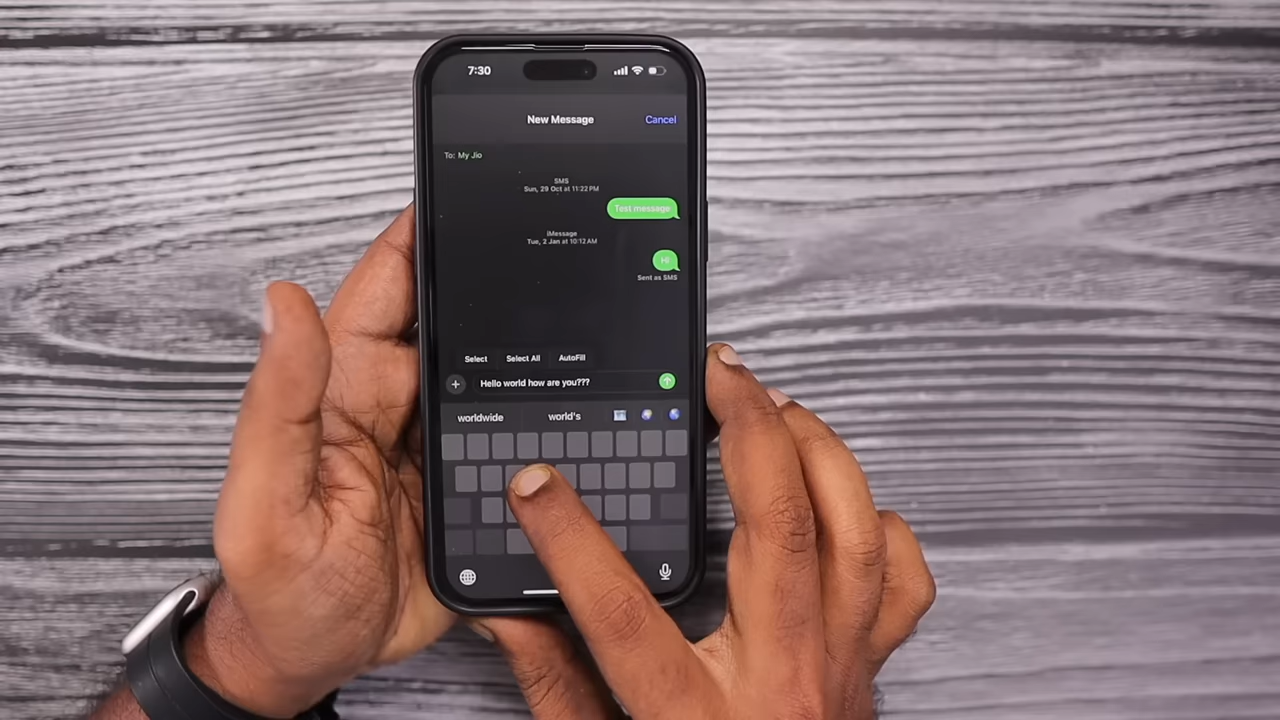 7:30
New Message
Cancel
To: My Jio
SMS
Sun, 29 Oct at 11:22 PM
Test message
iMessage
Tue, 2 Jan at 10:12 AM
Hi
Sent as SMS
Select Select All AutoFill
Hello world how are you???
worldwide world's